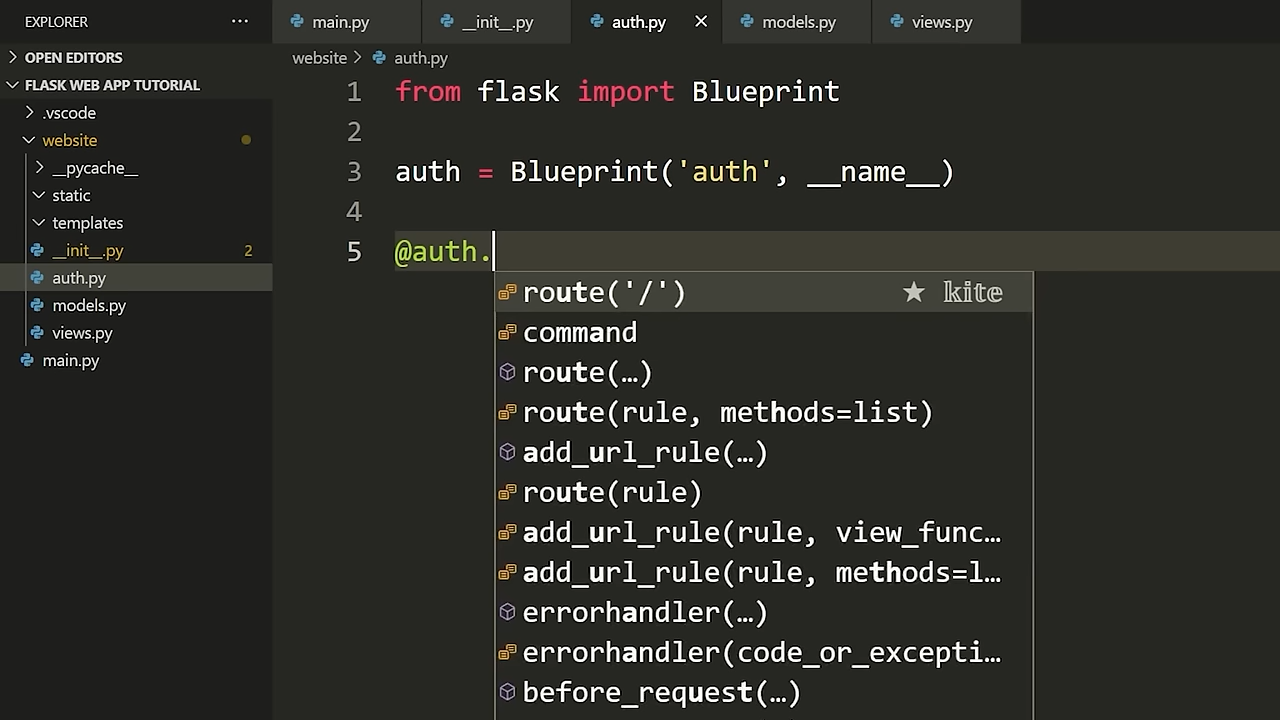 EXPLORER
...
main.py
__init__.py
auth.py
models.py
views.py
OPEN EDITORS
FLASK WEB APP TUTORIAL
.vscode
website
__pycache__
static
templates
__init__.py 2
auth.py
models.py
views.py
main.py
website > auth.py
1 from flask import Blueprint
2
3 auth = Blueprint('auth', __name__)
4
5 @auth.
route('/') ★ kite
command
route(…)
route(rule, methods=list)
add_url_rule(…)
route(rule)
add_url_rule(rule, view_func…
add_url_rule(rule, methods=l…
errorhandler(…)
errorhandler(code_or_excepti…
before_request(…)